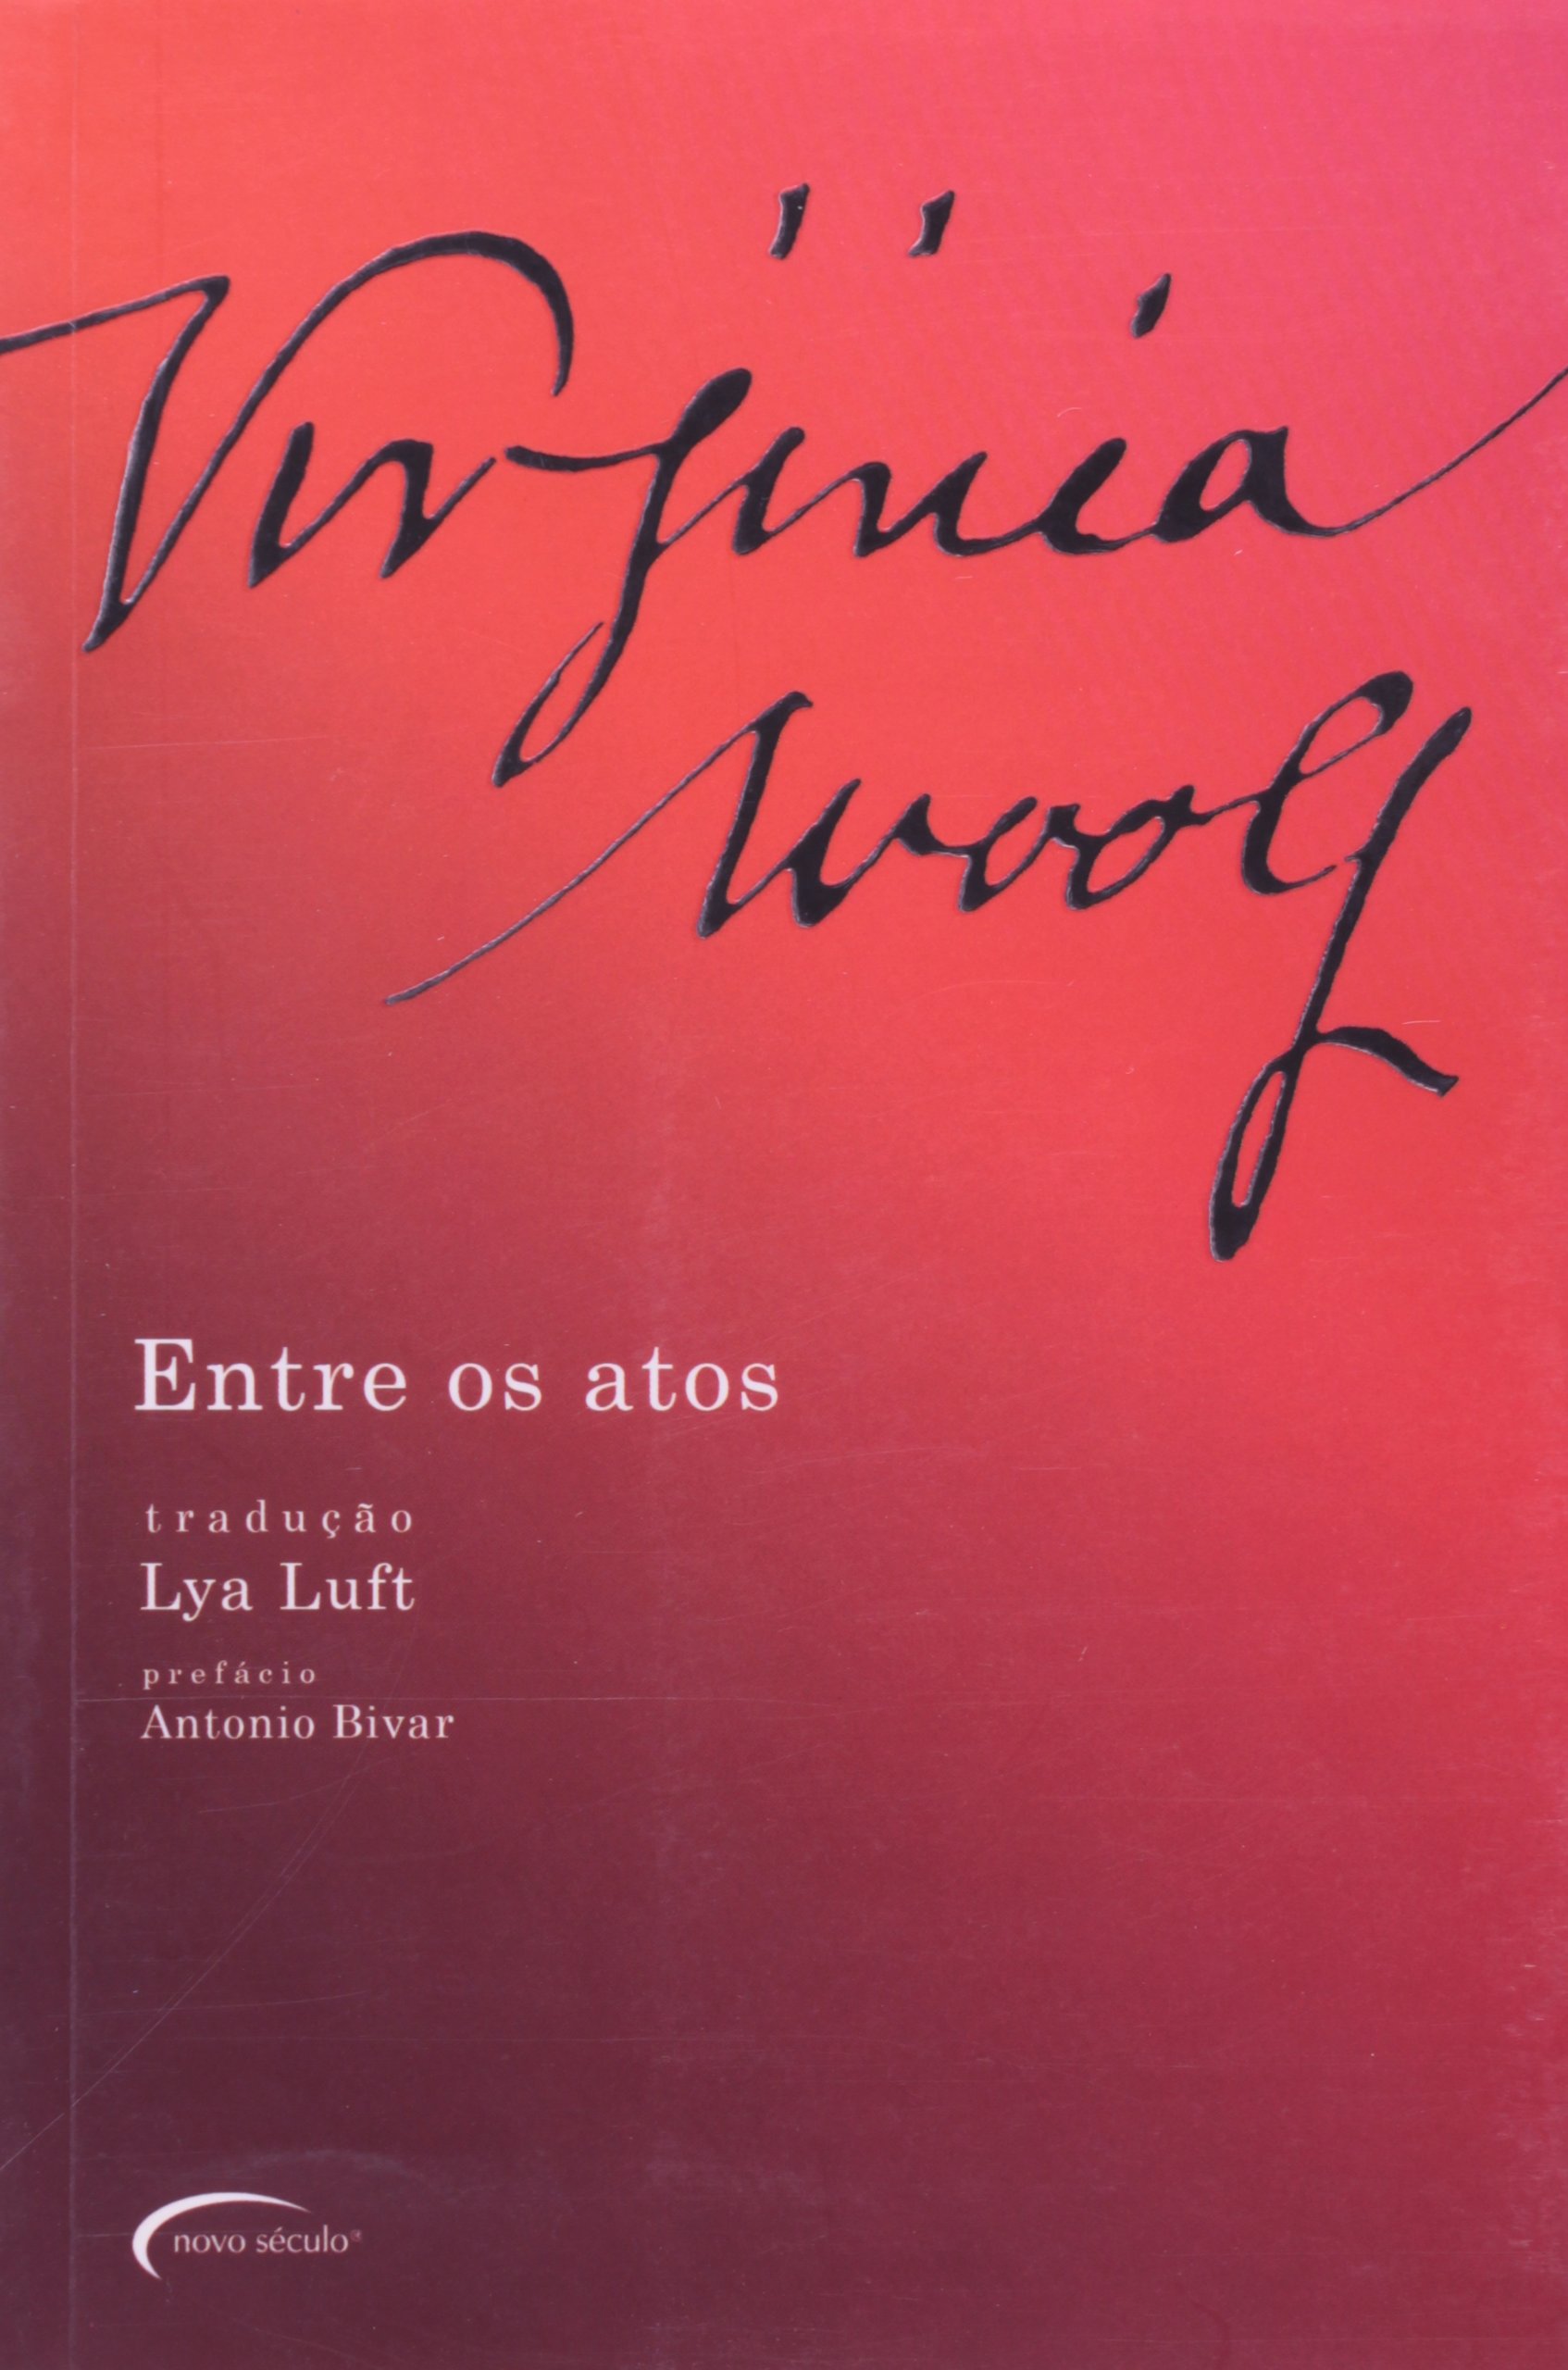 Virginia
Woolf
Entre os atos
tradução
Lya Luft
prefácio
Antonio Bivar
novo século®